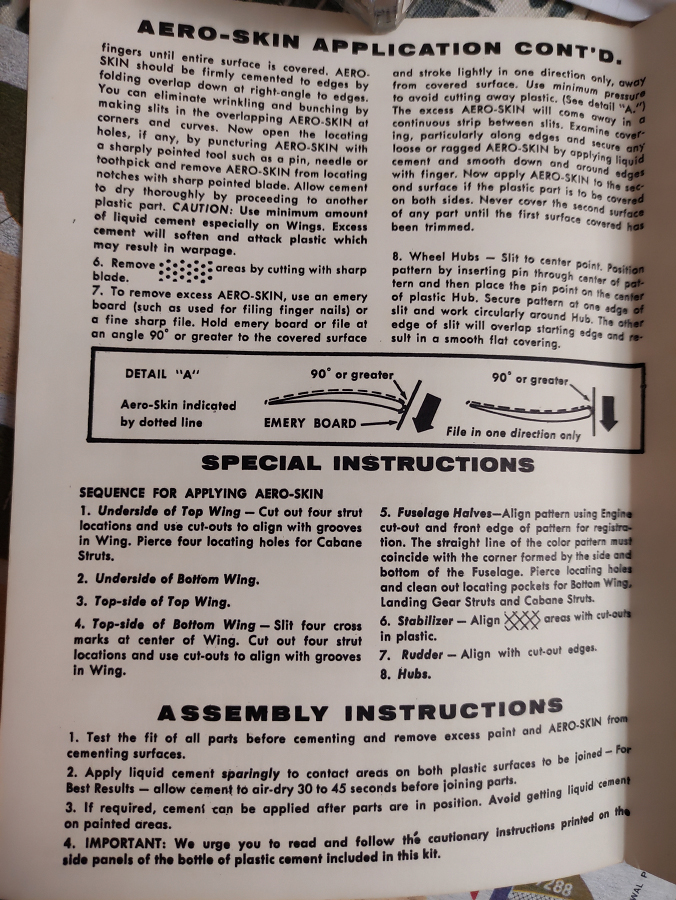 AERO-SKIN APPLICATION CONT'D.
fingers until entire surface is covered. AERO-
SKIN should be firmly cemented to edges by
folding overlap down at right-angle to edges.
You can eliminate wrinkling and bunching by
making slits in the overlapping AERO-SKIN at
corners and curves. Now open the locating
holes, if any, by puncturing AERO-SKIN with
a sharply pointed tool such as a pin, needle or
toothpick and remove AERO-SKIN from locating
notches with sharp pointed blade. Allow cement
to dry thoroughly by proceeding to another
plastic part. CAUTION: Use minimum amount
of liquid cement especially on Wings. Excess
cement will soften and attack plastic which
may result in warpage.
6. Remove areas by cutting with sharp
blade.
7. To remove excess AERO-SKIN, use an emery
board (such as used for filing finger nails) or
a fine sharp file. Hold emery board or file at
an angle 90° or greater to the covered surface
and stroke lightly in one direction only, away
from covered surface. Use minimum pressure
to avoid cutting away plastic. (See detail "A.")
The excess AERO-SKIN will come away in a
continuous strip between slits. Examine cover-
ing, particularly along edges and secure any
loose or ragged AERO-SKIN by applying liquid
cement and smooth down and around edges
with finger. Now apply AERO-SKIN to the sec-
ond surface if the plastic part is to be covered
on both sides. Never cover the second surface
of any part until the first surface covered has
been trimmed.
8. Wheel Hubs — Slit to center point. Position
pattern by inserting pin through center of pat-
tern and then place the pin point on the center
of plastic Hub. Secure pattern at one edge of
slit and work circularly around Hub. The other
edge of slit will overlap starting edge and re-
sult in a smooth flat covering.
DETAIL "A"
Aero-Skin indicated
by dotted line
90° or greater
EMERY BOARD
90° or greater
File in one direction only
SPECIAL INSTRUCTIONS
SEQUENCE FOR APPLYING AERO-SKIN
1. Underside of Top Wing — Cut out four strut
locations and use cut-outs to align with grooves
in Wing. Pierce four locating holes for Cabane
Struts.
2. Underside of Bottom Wing.
3. Top-side of Top Wing.
4. Top-side of Bottom Wing — Slit four cross
marks at center of Wing. Cut out four strut
locations and use cut-outs to align with grooves
in Wing.
5. Fuselage Halves—Align pattern using Engine
cut-out and front edge of pattern for registra-
tion. The straight line of the color pattern must
coincide with the corner formed by the side and
bottom of the Fuselage. Pierce locating holes
and clean out locating pockets for Bottom Wing,
Landing Gear Struts and Cabane Struts.
6. Stabilizer — Align areas with cut-outs
in plastic.
7. Rudder — Align with cut-out edges.
8. Hubs.
ASSEMBLY INSTRUCTIONS
1. Test the fit of all parts before cementing and remove excess paint and AERO-SKIN from
cementing surfaces.
2. Apply liquid cement sparingly to contact areas on both plastic surfaces to be joined — For
Best Results — allow cement to air-dry 30 to 45 seconds before joining parts.
3. If required, cement can be applied after parts are in position. Avoid getting liquid cement
on painted areas.
4. IMPORTANT: We urge you to read and follow the cautionary instructions printed on the
side panels of the bottle of plastic cement included in this kit.